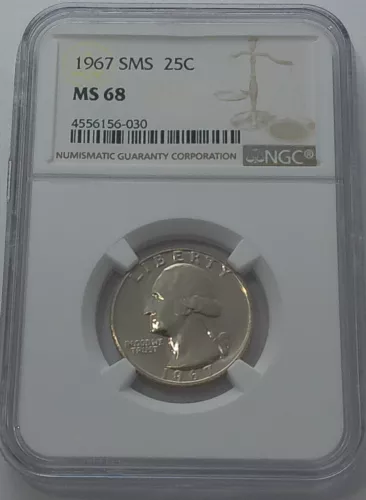 1967 SMS 25C
MS 68
4556156-030
NUMISMATIC GUARANTY CORPORATION
NGC®
LIBERTY
IN GOD WE
TRUST
1967